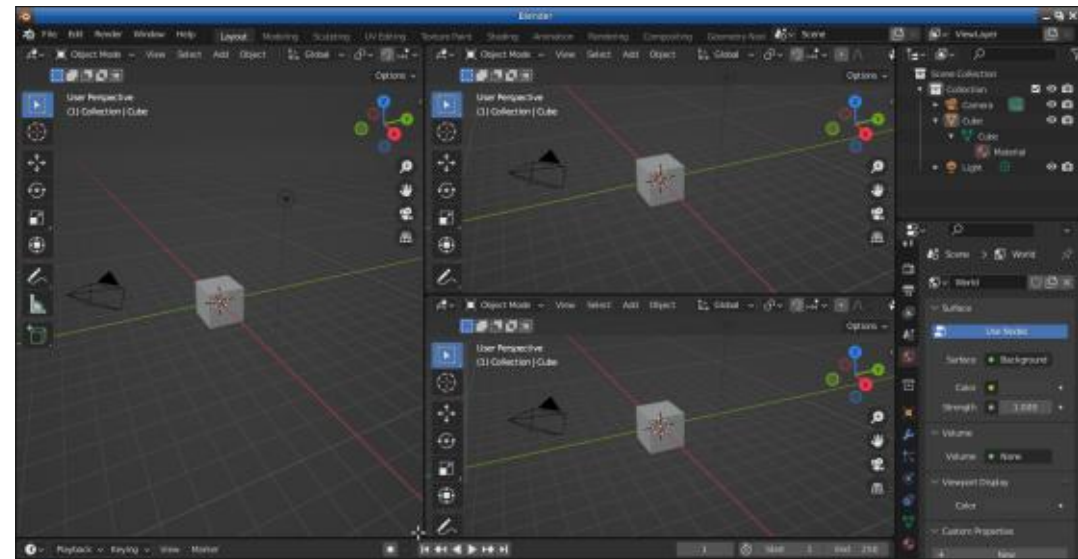 Blender
File Edit Render Window Help Layout Modeling Sculpting UV Editing Texture Paint Shading Animation Rendering Compositing Scene ViewLayer
Object Mode View Select Add Object Global
Options
User Perspective
(1) Collection | Cube
Object Mode View Select Add Object Global
Options
User Perspective
(1) Collection | Cube
Object Mode View Select Add Object Global
Options
User Perspective
(1) Collection | Cube
Scene Collection
Collection
Camera
Cube
Cube
Material
Light
Scene > World
World
Surface
Use Nodes
Surface Background
Color
Strength 1.000
Volume
Volume None
Viewport Display
Color
Custom Properties
New
Playback Keying View Marker
1 Start 1 End 250